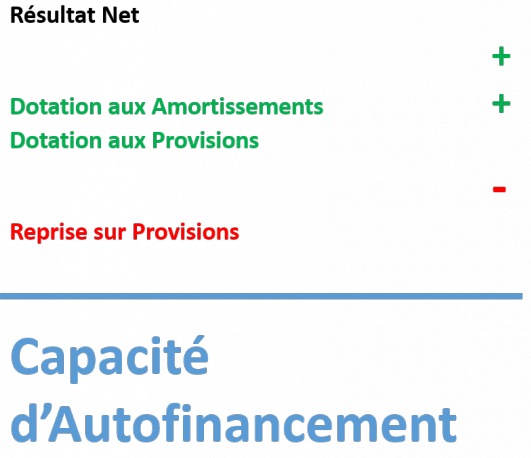 Résultat Net
+
Dotation aux Amortissements +
Dotation aux Provisions
-
Reprise sur Provisions
Capacité
d’Autofinancement